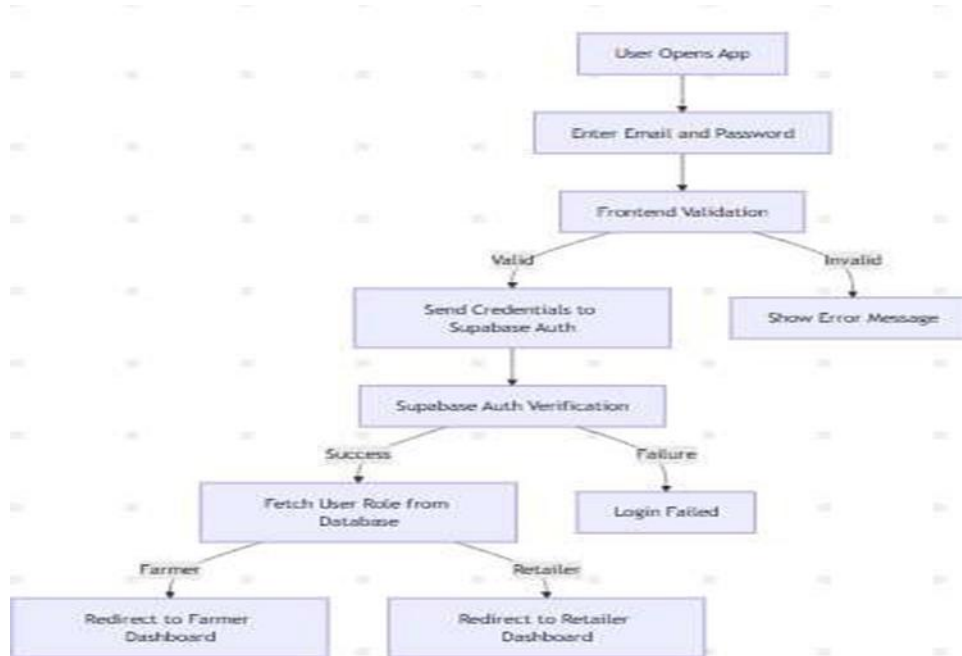 User Opens App
Enter Email and Password
Frontend Validation
Valid
Invalid
Send Credentials to
Supabase Auth
Show Error Message
Supabase Auth Verification
Success
Failure
Fetch User Role from
Database
Login Failed
Farmer
Retailer
Redirect to Farmer
Dashboard
Redirect to Retailer
Dashboard